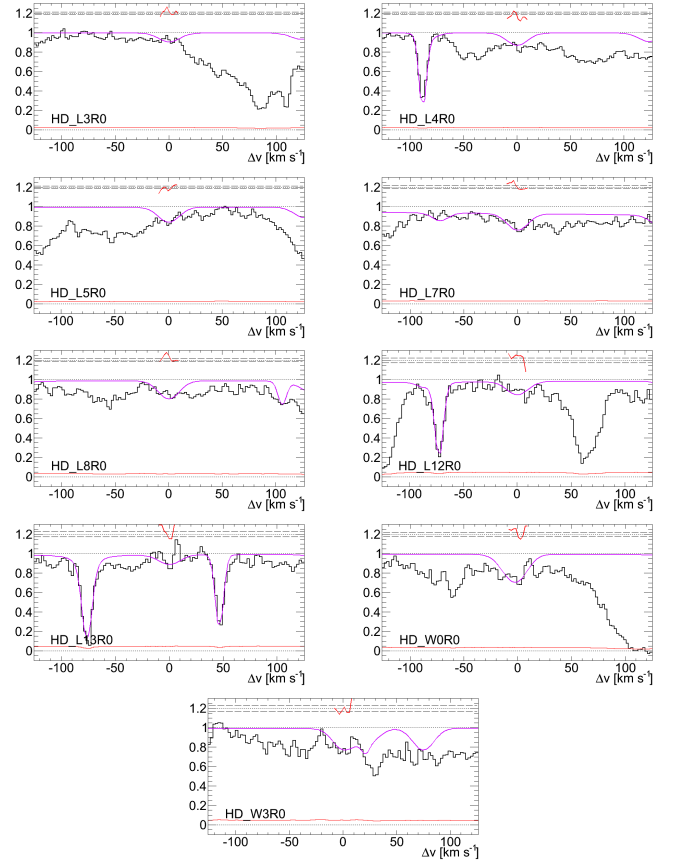 1.2 1.2
1 1
0.8 0.8
0.6 0.6
0.4 0.4
0.2 0.2
HD_L3R0 HD_L4R0
0 0
-100 -50 0 50 100 -100 -50 0 50 100
Δv [km s⁻¹] Δv [km s⁻¹]
1.2 1.2
1 1
0.8 0.8
0.6 0.6
0.4 0.4
0.2 0.2
HD_L5R0 HD_L7R0
0 0
-100 -50 0 50 100 -100 -50 0 50 100
Δv [km s⁻¹] Δv [km s⁻¹]
1.2 1.2
1 1
0.8 0.8
0.6 0.6
0.4 0.4
0.2 0.2
HD_L8R0 HD_L12R0
0 0
-100 -50 0 50 100 -100 -50 0 50 100
Δv [km s⁻¹] Δv [km s⁻¹]
1.2 1.2
1 1
0.8 0.8
0.6 0.6
0.4 0.4
0.2 0.2
HD_L13R0 HD_W0R0
0 0
-100 -50 0 50 100 -100 -50 0 50 100
Δv [km s⁻¹] Δv [km s⁻¹]
1.2
1
0.8
0.6
0.4
0.2
HD_W3R0
0
-100 -50 0 50 100
Δv [km s⁻¹]